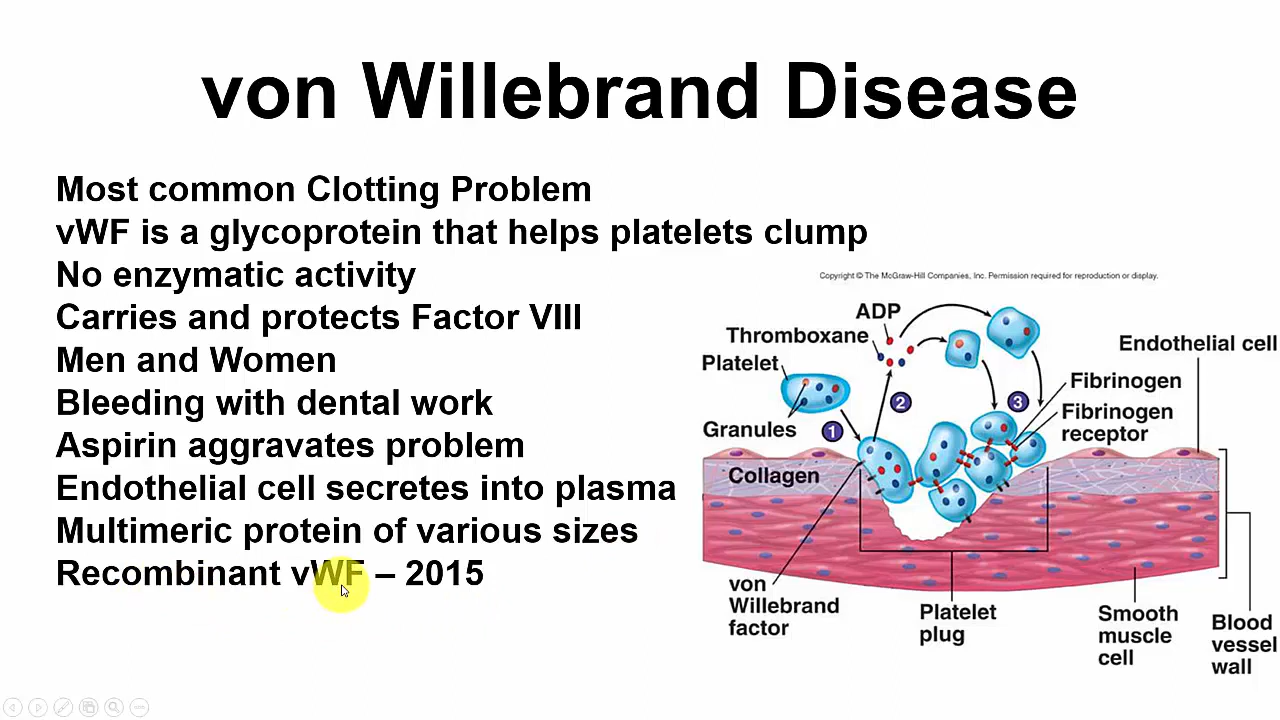 von Willebrand Disease
Most common Clotting Problem
vWF is a glycoprotein that helps platelets clump
No enzymatic activity
Carries and protects Factor VIII
Men and Women
Bleeding with dental work
Aspirin aggravates problem
Endothelial cell secretes into plasma
Multimeric protein of various sizes
Recombinant vWF – 2015
Copyright © The McGraw-Hill Companies, Inc. Permission required for reproduction or display.
ADP
Thromboxane
Platelet
Granules
1
2
3
Endothelial cell
Fibrinogen
Fibrinogen
receptor
Collagen
von
Willebrand
factor
Platelet
plug
Smooth
muscle
cell
Blood
vessel
wall